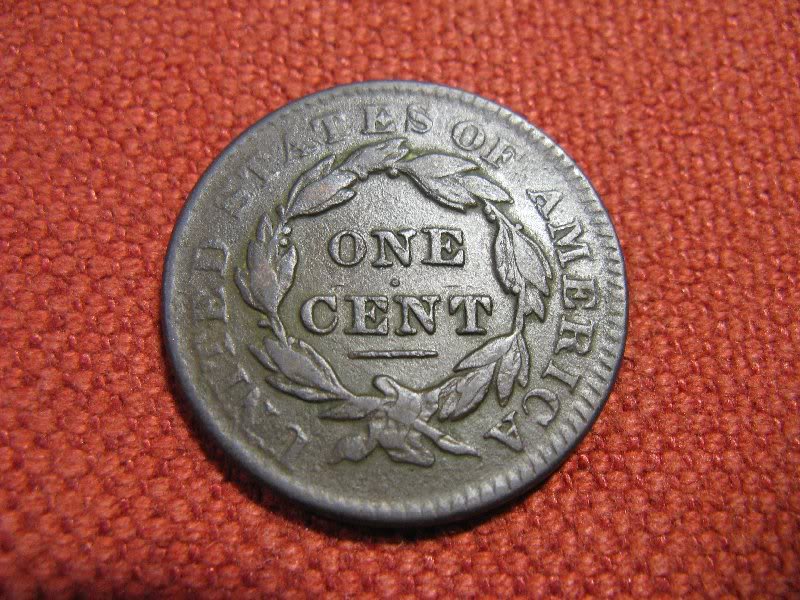 UNITED STATES OF AMERICA
ONE
CENT